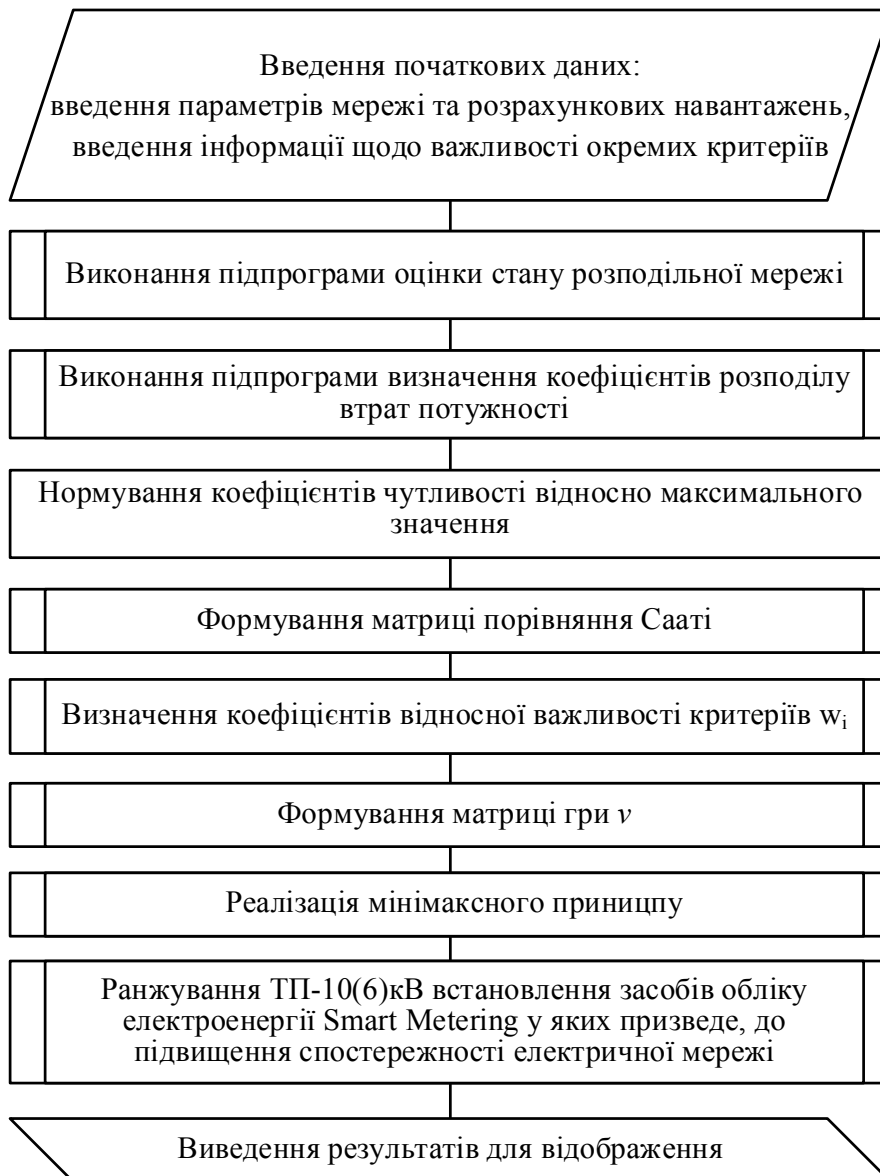 Введення початкових даних:
введення параметрів мережі та розрахункових навантажень,
введення інформації щодо важливості окремих критеріїв
Виконання підпрограми оцінки стану розподільної мережі
Виконання підпрограми визначення коефіцієнтів розподілу
втрат потужності
Нормування коефіцієнтів чутливості відносно максимального
значення
Формування матриці порівняння Сааті
Визначення коефіцієнтів відносної важливості критеріїв wᵢ
Формування матриці гри v
Реалізація мінімаксного приницпу
Ранжування ТП-10(6)кВ встановлення засобів обліку
електроенергії Smart Metering у яких призведе, до
підвищення спостережності електричної мережі
Виведення результатів для відображення